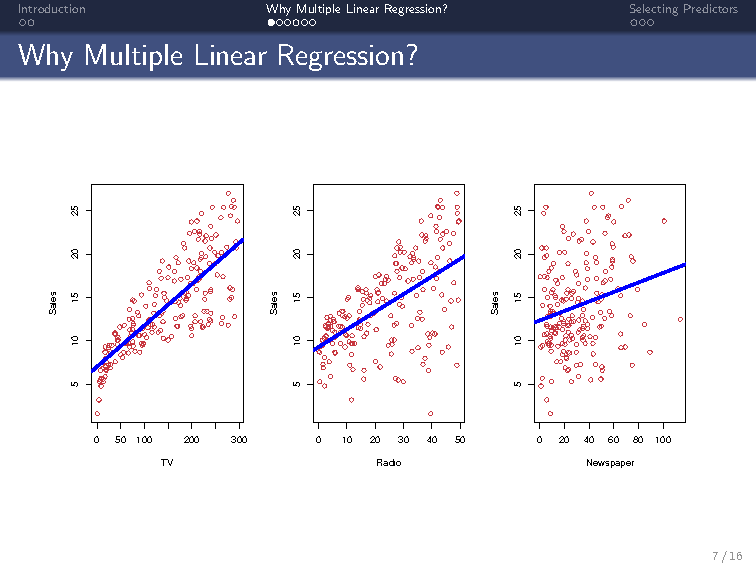 Introduction Why Multiple Linear Regression? Selecting Predictors
Why Multiple Linear Regression?
25
20
15
10
5
Sales
0 50 100 200 300
TV
25
20
15
10
5
Sales
0 10 20 30 40 50
Radio
25
20
15
10
5
Sales
0 20 40 60 80 100
Newspaper
7 / 16